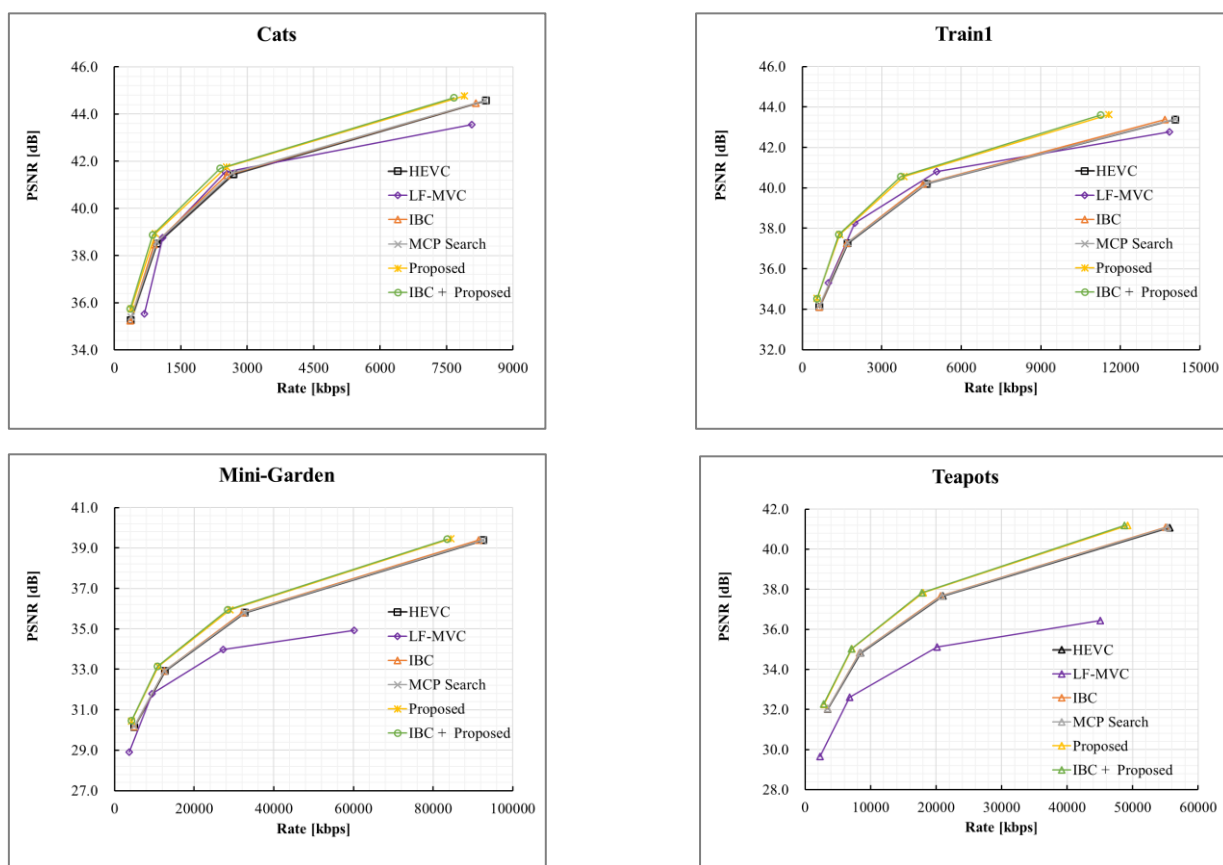 Cats
46.0
44.0
42.0
40.0
38.0
36.0
34.0
PSNR [dB]
0 1500 3000 4500 6000 7500 9000
Rate [kbps]
HEVC
LF-MVC
IBC
MCP Search
Proposed
IBC + Proposed
Train1
46.0
44.0
42.0
40.0
38.0
36.0
34.0
32.0
PSNR [dB]
0 3000 6000 9000 12000 15000
Rate [kbps]
HEVC
LF-MVC
IBC
MCP Search
Proposed
IBC + Proposed
Mini-Garden
41.0
39.0
37.0
35.0
33.0
31.0
29.0
27.0
PSNR [dB]
0 20000 40000 60000 80000 100000
Rate [kbps]
HEVC
LF-MVC
IBC
MCP Search
Proposed
IBC + Proposed
Teapots
42.0
40.0
38.0
36.0
34.0
32.0
30.0
28.0
PSNR [dB]
0 10000 20000 30000 40000 50000 60000
Rate [kbps]
HEVC
LF-MVC
IBC
MCP Search
Proposed
IBC + Proposed